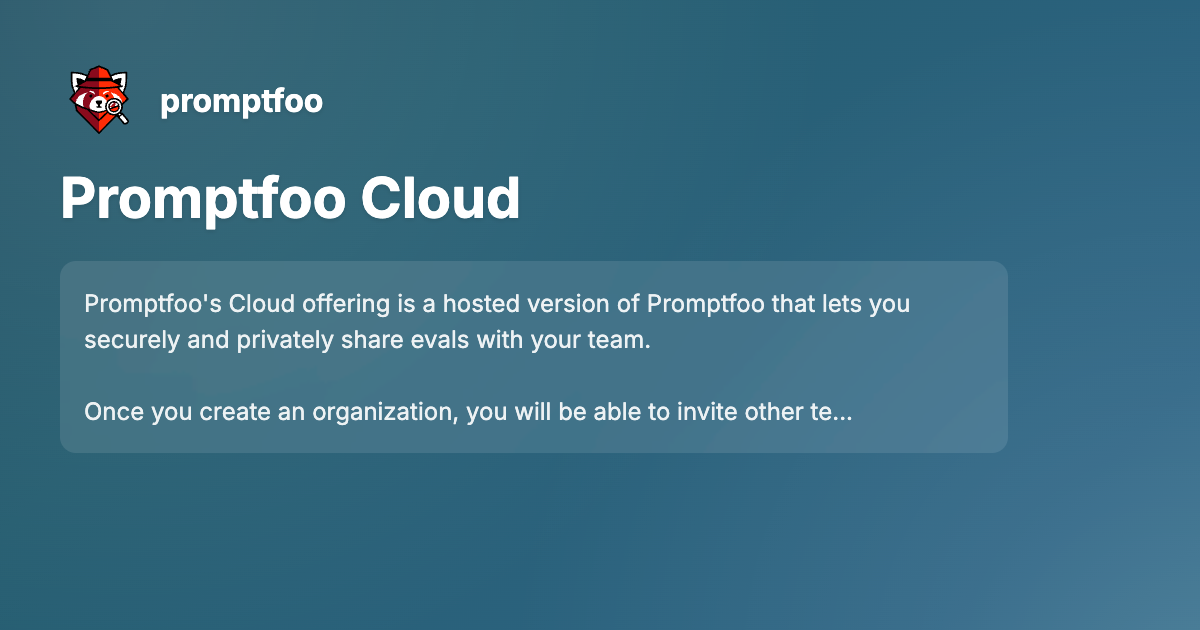 promptfoo
Promptfoo Cloud
Promptfoo's Cloud offering is a hosted version of Promptfoo that lets you
securely and privately share evals with your team.
Once you create an organization, you will be able to invite other te...